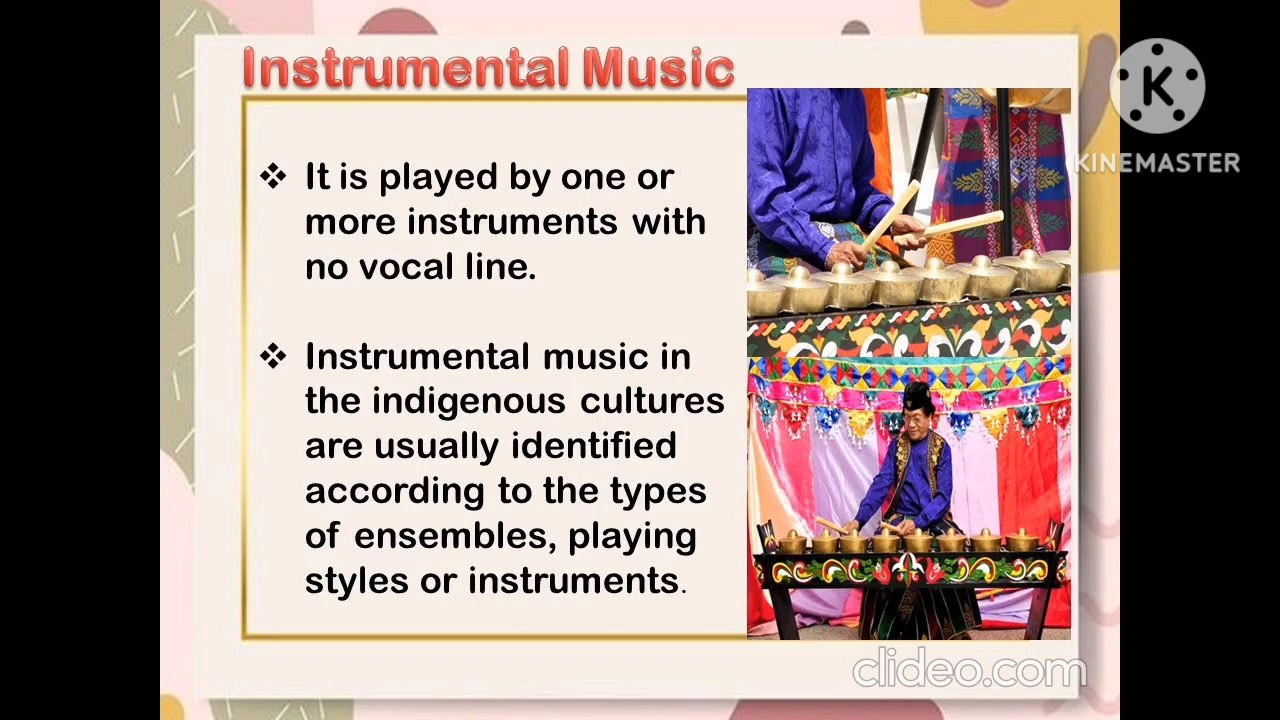 Instrumental Music
K
KINEMASTER
❖ It is played by one or
more instruments with
no vocal line.
❖ Instrumental music in
the indigenous cultures
are usually identified
according to the types
of ensembles, playing
styles or instruments.
clideo.com